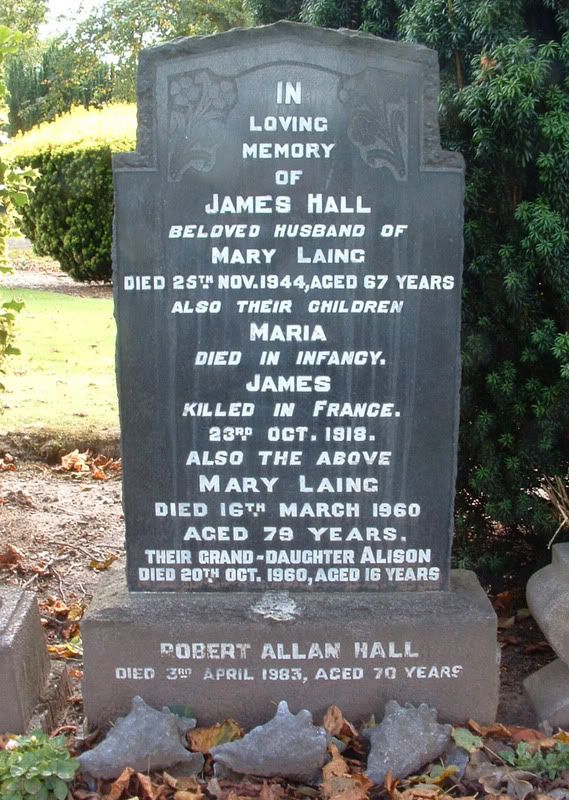 IN
LOVING
MEMORY
OF
JAMES HALL
BELOVED HUSBAND OF
MARY LAING
DIED 25TH NOV. 1944, AGED 67 YEARS
ALSO THEIR CHILDREN
MARIA
DIED IN INFANCY.
JAMES
KILLED IN FRANCE.
23RD OCT. 1918.
ALSO THE ABOVE
MARY LAING
DIED 16TH MARCH 1960
AGED 79 YEARS.
THEIR GRAND-DAUGHTER ALISON
DIED 20TH OCT. 1960, AGED 16 YEARS
ROBERT ALLAN HALL
DIED 3RD APRIL 1983, AGED 70 YEARS